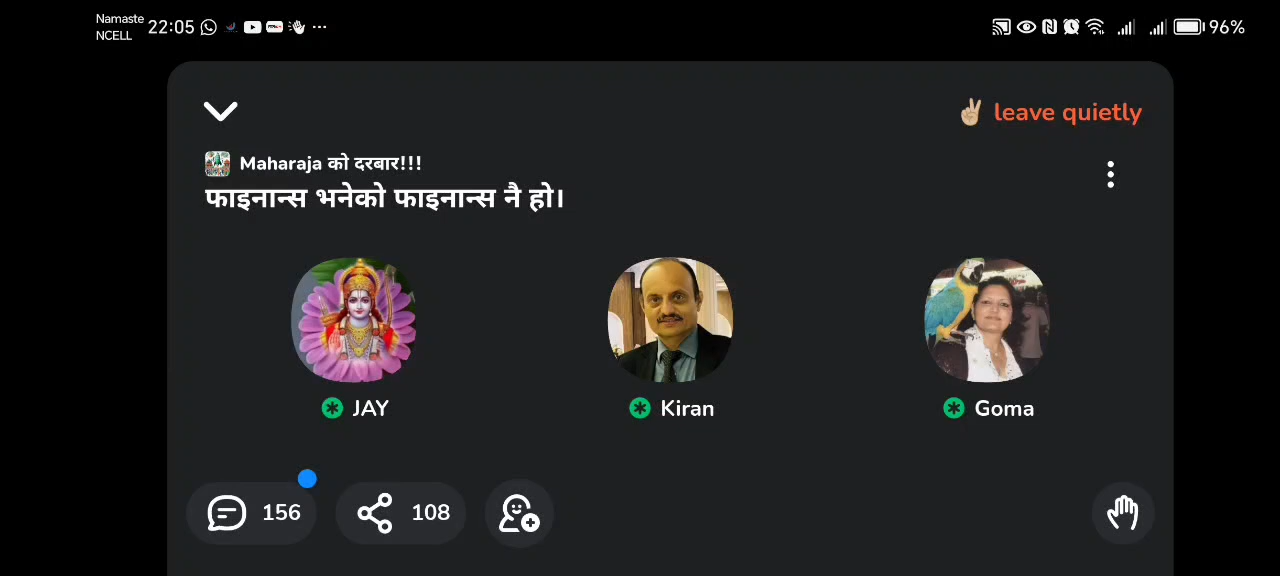 Namaste
NCELL
22:05
96%
leave quietly
Maharaja को दरबार!!!
फाइनान्स भनेको फाइनान्स नै हो।
JAY
Kiran
Goma
156
108